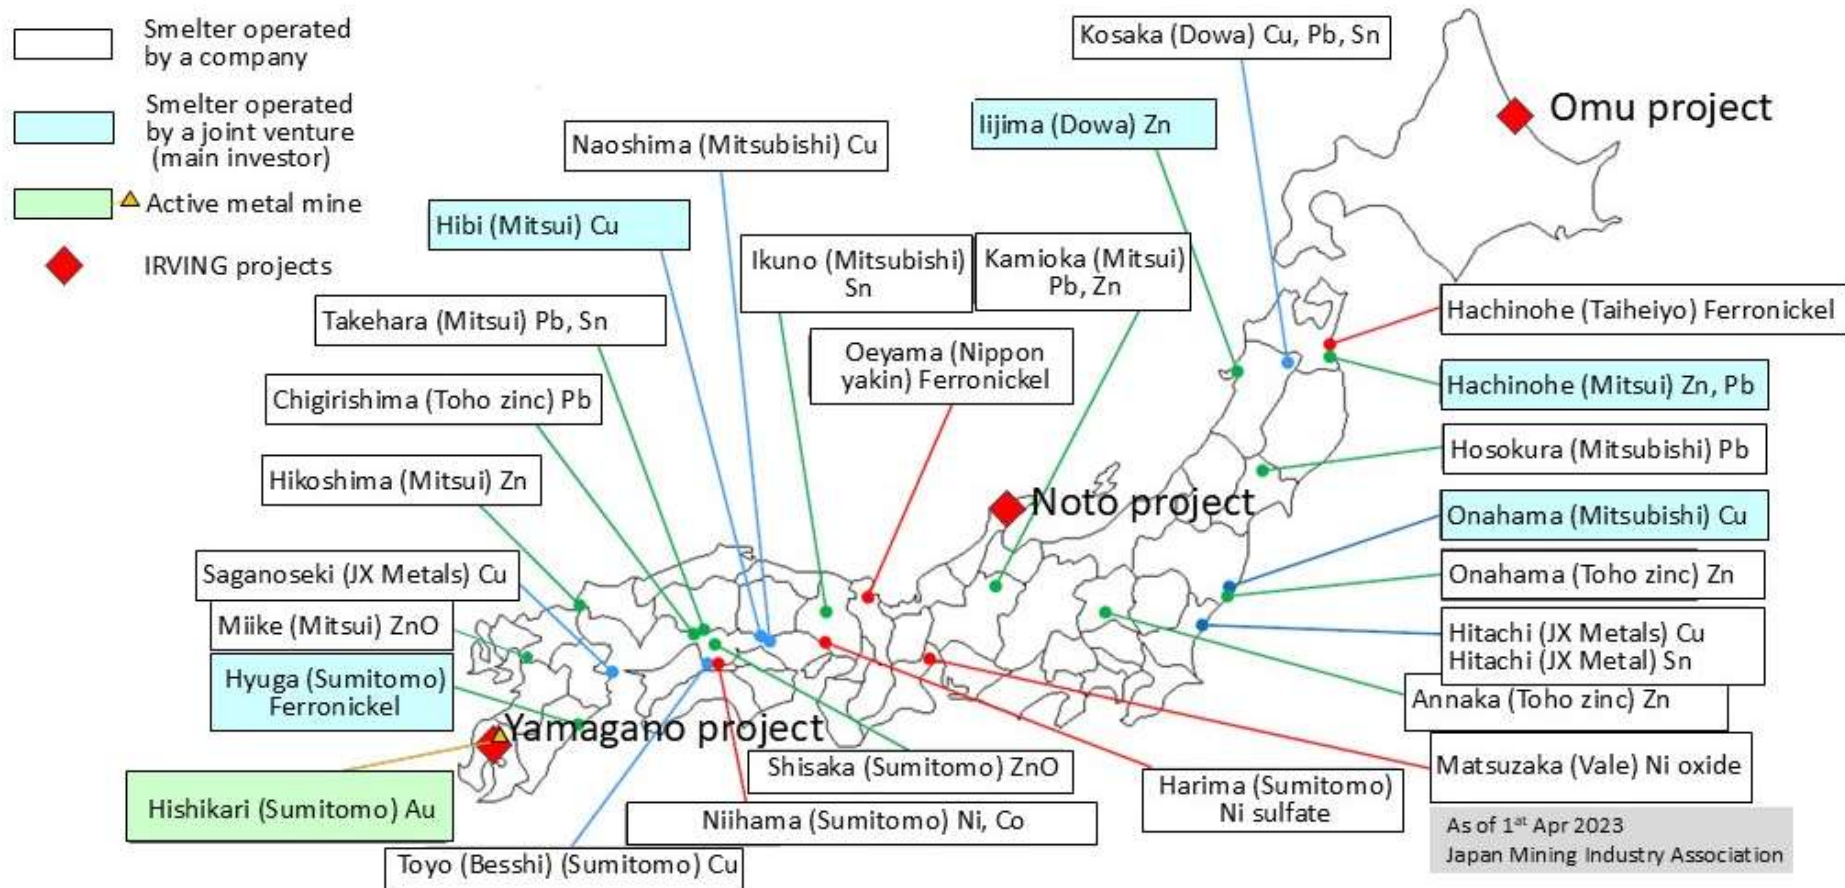 Smelter operated
by a company
Smelter operated
by a joint venture
(main investor)
Active metal mine
IRVING projects
Kosaka (Dowa) Cu, Pb, Sn
Iijima (Dowa) Zn
Omu project
Naoshima (Mitsubishi) Cu
Hibi (Mitsui) Cu
Ikuno (Mitsubishi)
Sn
Kamioka (Mitsui)
Pb, Zn
Takehara (Mitsui) Pb, Sn
Oeyama (Nippon
yakin) Ferronickel
Hachinohe (Taiheiyo) Ferronickel
Chigirishima (Toho zinc) Pb
Hachinohe (Mitsui) Zn, Pb
Hikoshima (Mitsui) Zn
Hosokura (Mitsubishi) Pb
Noto project
Onahama (Mitsubishi) Cu
Saganoseki (JX Metals) Cu
Onahama (Toho zinc) Zn
Miike (Mitsui) ZnO
Hitachi (JX Metals) Cu
Hitachi (JX Metal) Sn
Hyuga (Sumitomo)
Ferronickel
Annaka (Toho zinc) Zn
Yamagano project
Shisaka (Sumitomo) ZnO
Matsuzaka (Vale) Ni oxide
Harima (Sumitomo)
Ni sulfate
Hishikari (Sumitomo) Au
Niihama (Sumitomo) Ni, Co
Toyo (Besshi) (Sumitomo) Cu
As of 1st Apr 2023
Japan Mining Industry Association